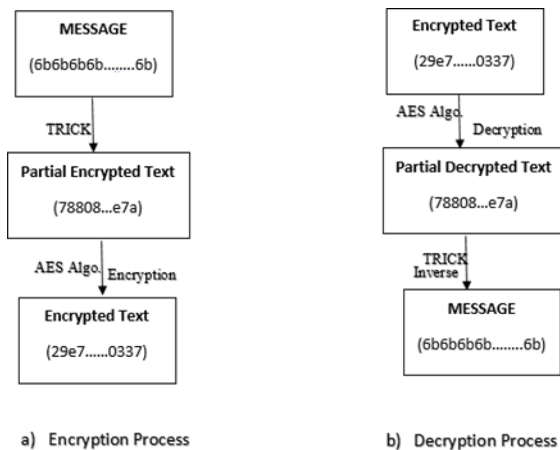 MESSAGE
(6b6b6b6b........6b)
TRICK
Partial Encrypted Text
(78808...e7a)
AES Algo.
Encryption
Encrypted Text
(29e7......0337)
a) Encryption Process
Encrypted Text
(29e7......0337)
AES Algo.
Decryption
Partial Decrypted Text
(78808...e7a)
TRICK
Inverse
MESSAGE
(6b6b6b6b........6b)
b) Decryption Process